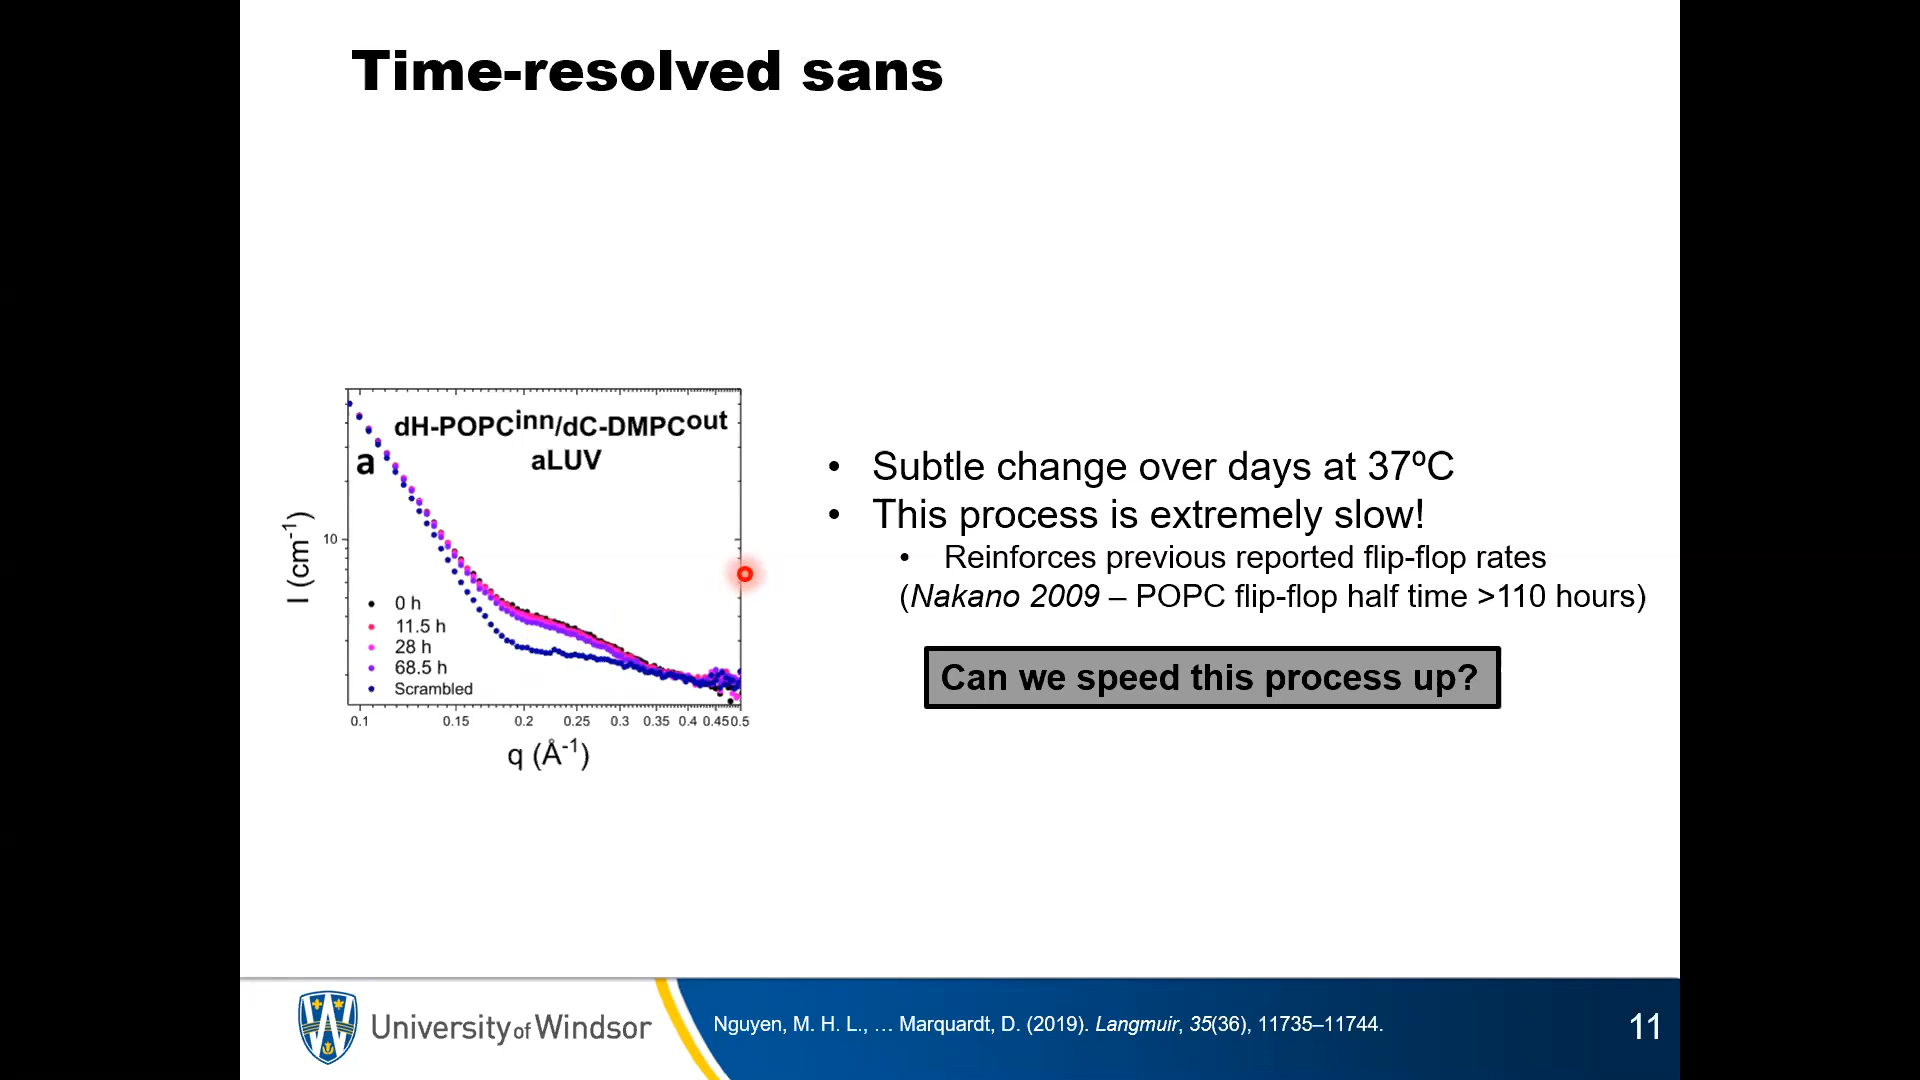 Time-resolved sans
dH-POPCinn/dC-DMPCout
aLUV
a
I (cm-1)
10
0 h
11.5 h
28 h
68.5 h
Scrambled
0.1 0.15 0.2 0.25 0.3 0.35 0.4 0.45 0.5
q (Å-1)
• Subtle change over days at 37ºC
• This process is extremely slow!
• Reinforces previous reported flip-flop rates
(Nakano 2009 – POPC flip-flop half time >110 hours)
Can we speed this process up?
University of Windsor
Nguyen, M. H. L., … Marquardt, D. (2019). Langmuir, 35(36), 11735–11744.
11